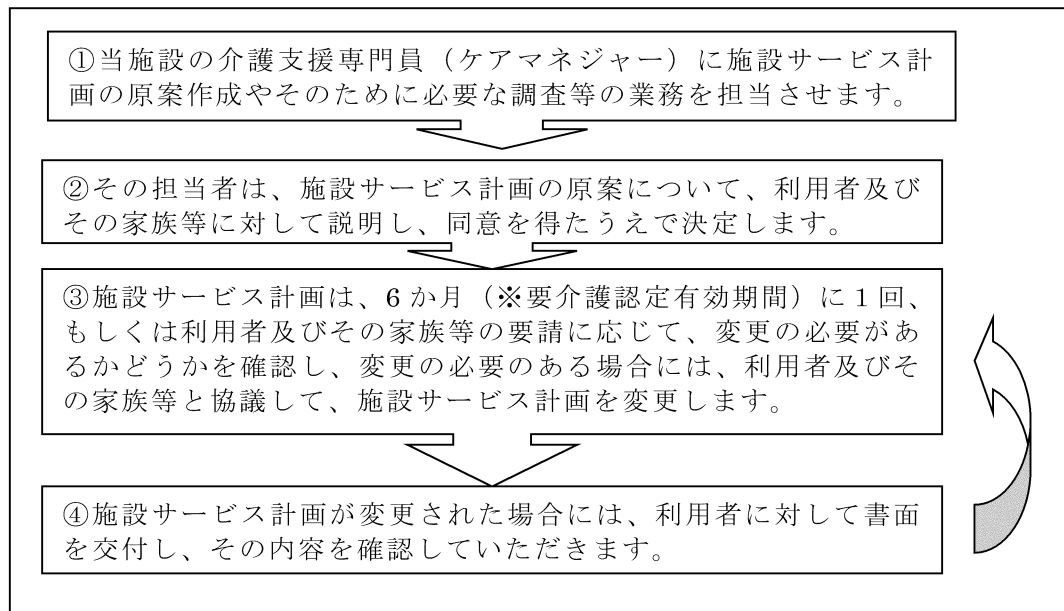 ①当施設の介護支援専門員（ケアマネジャー）に施設サービス計
画の原案作成やそのために必要な調査等の業務を担当させます。
②その担当者は、施設サービス計画の原案について、利用者及び
その家族等に対して説明し、同意を得たうえで決定します。
③施設サービス計画は、6か月（※要介護認定有効期間）に1回、
もしくは利用者及びその家族等の要請に応じて、変更の必要があ
るかどうかを確認し、変更の必要のある場合には、利用者及びそ
の家族等と協議して、施設サービス計画を変更します。
④施設サービス計画が変更された場合には、利用者に対して書面
を交付し、その内容を確認していただきます。